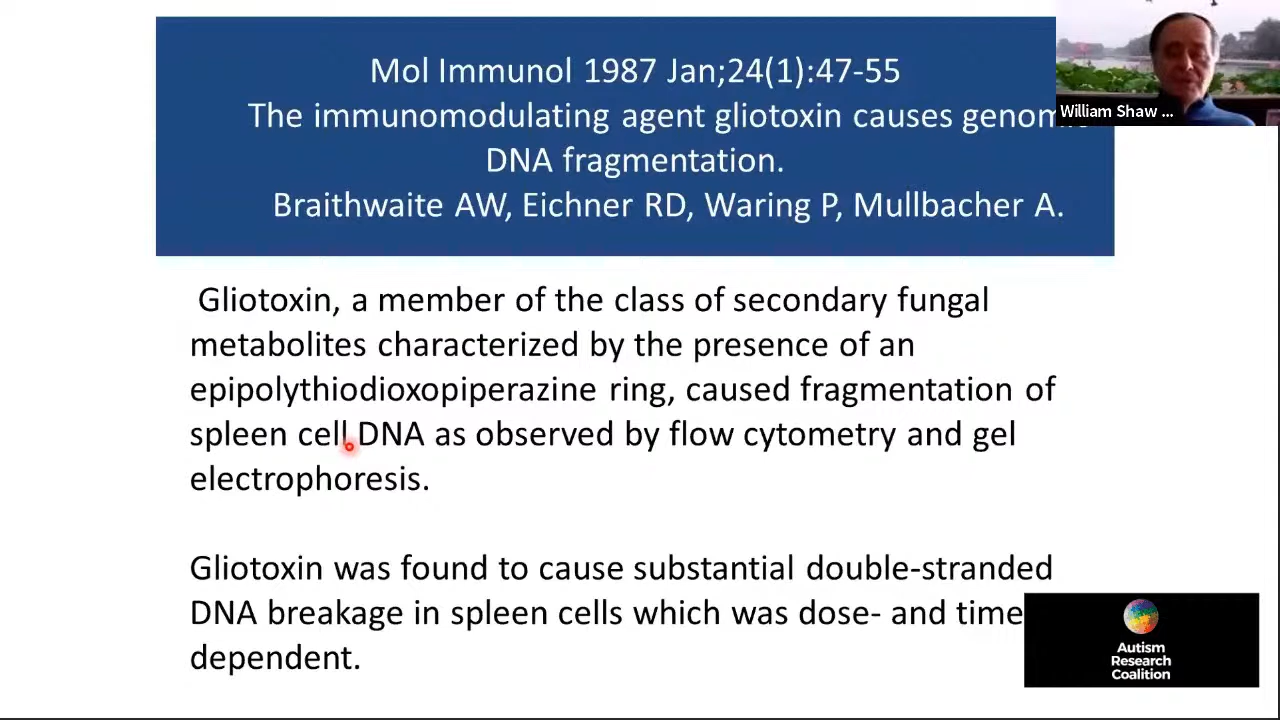 Mol Immunol 1987 Jan;24(1):47-55
The immunomodulating agent gliotoxin causes genomic
DNA fragmentation.
Braithwaite AW, Eichner RD, Waring P, Mullbacher A.
William Shaw ...
Gliotoxin, a member of the class of secondary fungal
metabolites characterized by the presence of an
epipolythiodioxopiperazine ring, caused fragmentation of
spleen cell DNA as observed by flow cytometry and gel
electrophoresis.
Gliotoxin was found to cause substantial double-stranded
DNA breakage in spleen cells which was dose- and time
dependent.
Autism
Research
Coalition